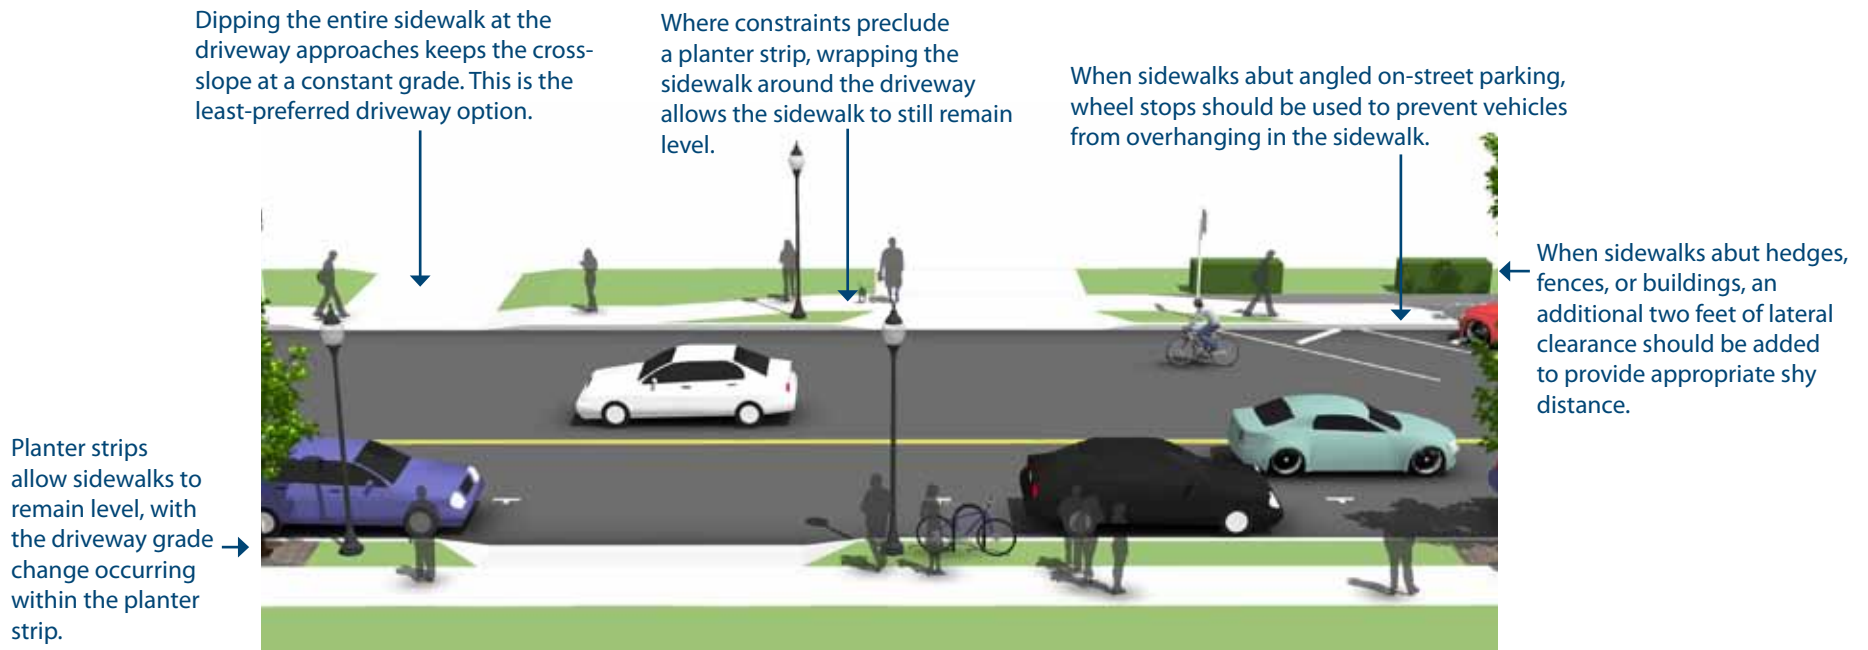 Dipping the entire sidewalk at the
driveway approaches keeps the cross-
slope at a constant grade. This is the
least-preferred driveway option.
Where constraints preclude
a planter strip, wrapping the
sidewalk around the driveway
allows the sidewalk to still remain
level.
When sidewalks abut angled on-street parking,
wheel stops should be used to prevent vehicles
from overhanging in the sidewalk.
When sidewalks abut hedges,
fences, or buildings, an
additional two feet of lateral
clearance should be added
to provide appropriate shy
distance.
Planter strips
allow sidewalks to
remain level, with
the driveway grade
change occurring
within the planter
strip.